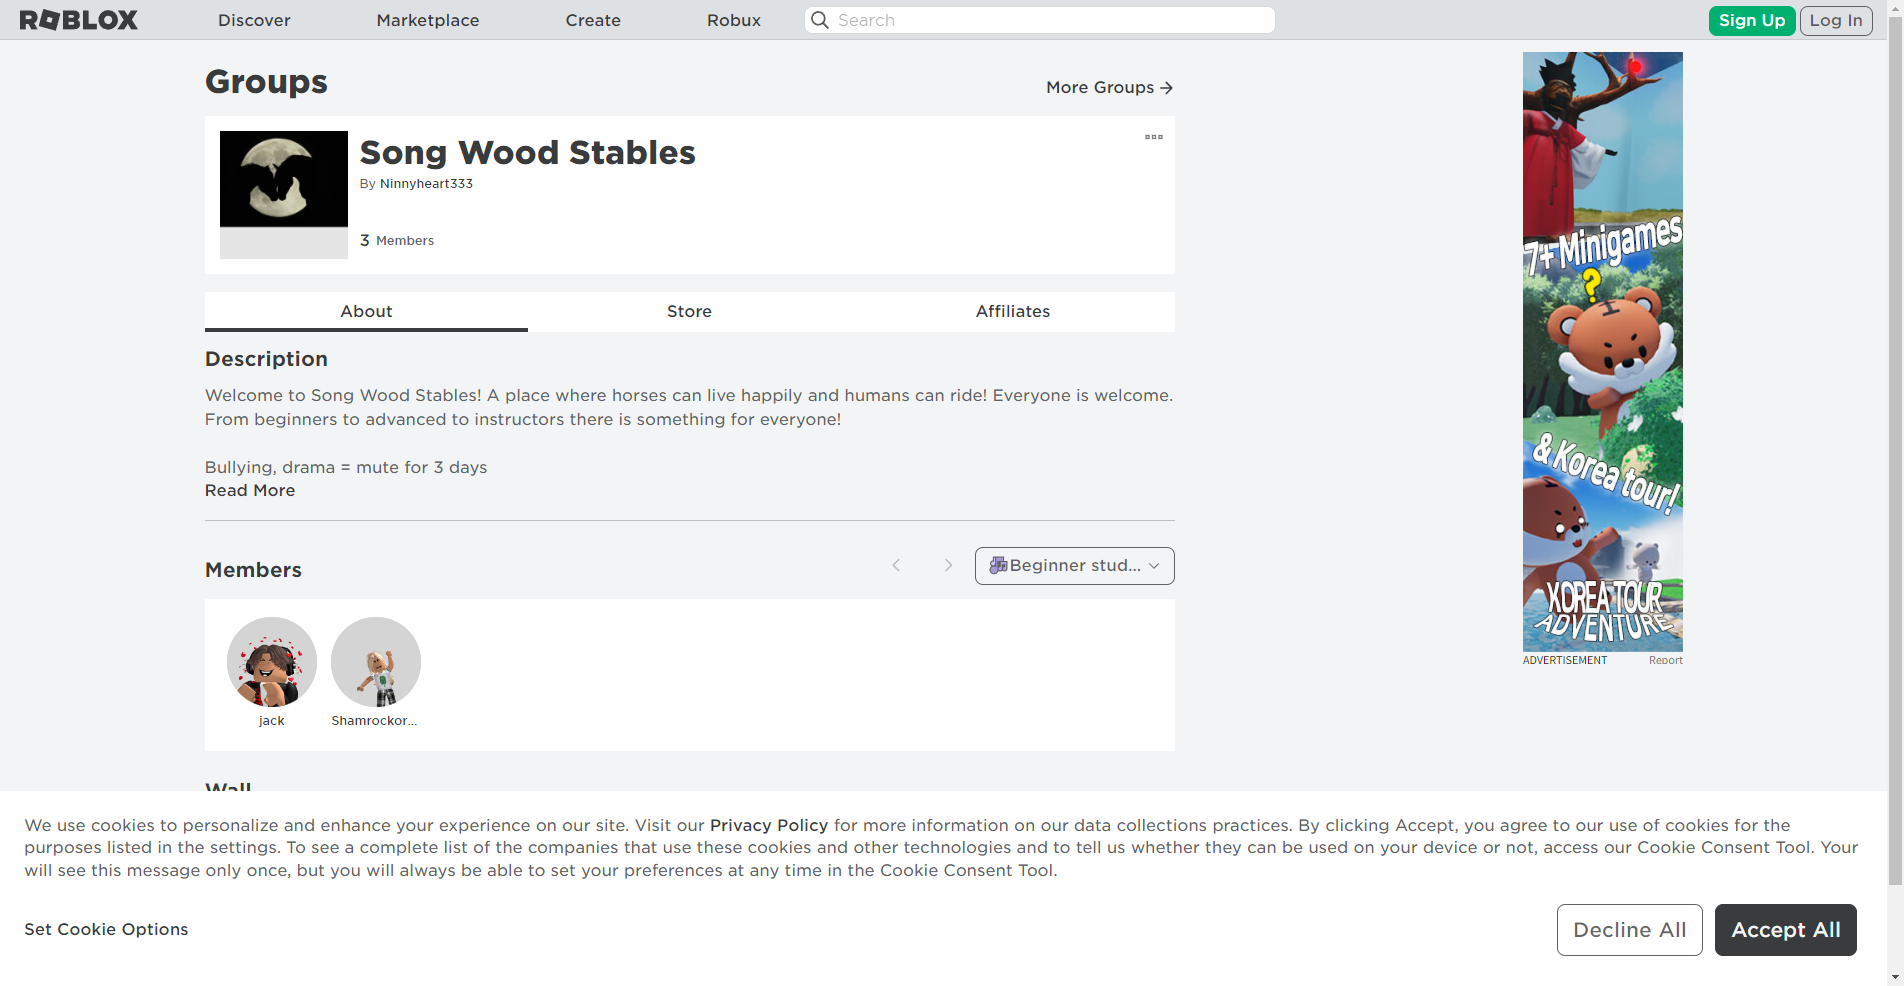 ROBLOX
Discover
Marketplace
Create
Robux
Search
Sign Up
Log In
Groups
More Groups
Song Wood Stables
By Ninnyheart333
3 Members
About
Store
Affiliates
Description
Welcome to Song Wood Stables! A place where horses can live happily and humans can ride! Everyone is welcome.
From beginners to advanced to instructors there is something for everyone!
Bullying, drama = mute for 3 days
Read More
Members
Beginner stud...
jack
Shamrockor...
Wall
7+ Minigames
?
& Korea tour!
KOREA TOUR
ADVENTURE
ADVERTISEMENT
Report
We use cookies to personalize and enhance your experience on our site. Visit our Privacy Policy for more information on our data collections practices. By clicking Accept, you agree to our use of cookies for the
purposes listed in the settings. To see a complete list of the companies that use these cookies and other technologies and to tell us whether they can be used on your device or not, access our Cookie Consent Tool. Your
will see this message only once, but you will always be able to set your preferences at any time in the Cookie Consent Tool.
Set Cookie Options
Decline All
Accept All